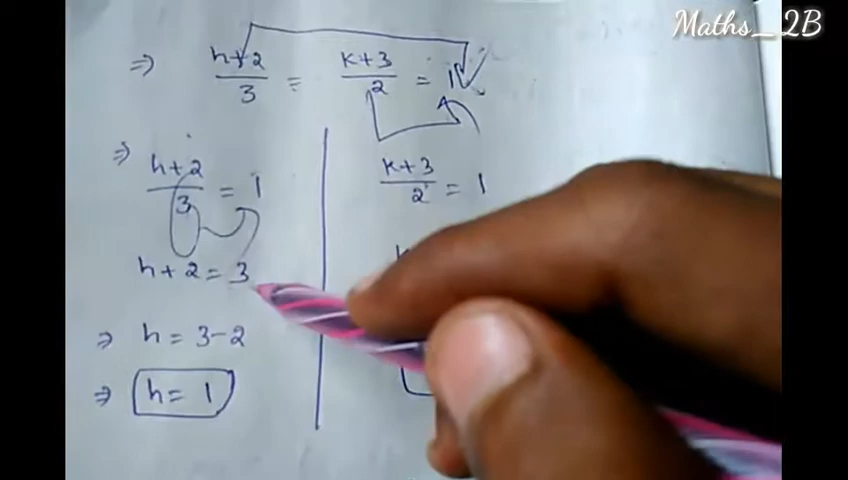 Maths_2B
⇒ h+2/3 = k+3/2 = 1
⇒ h+2/3 = 1
h+2 = 3
⇒ h = 3-2
⇒ h = 1
k+3/2 = 1